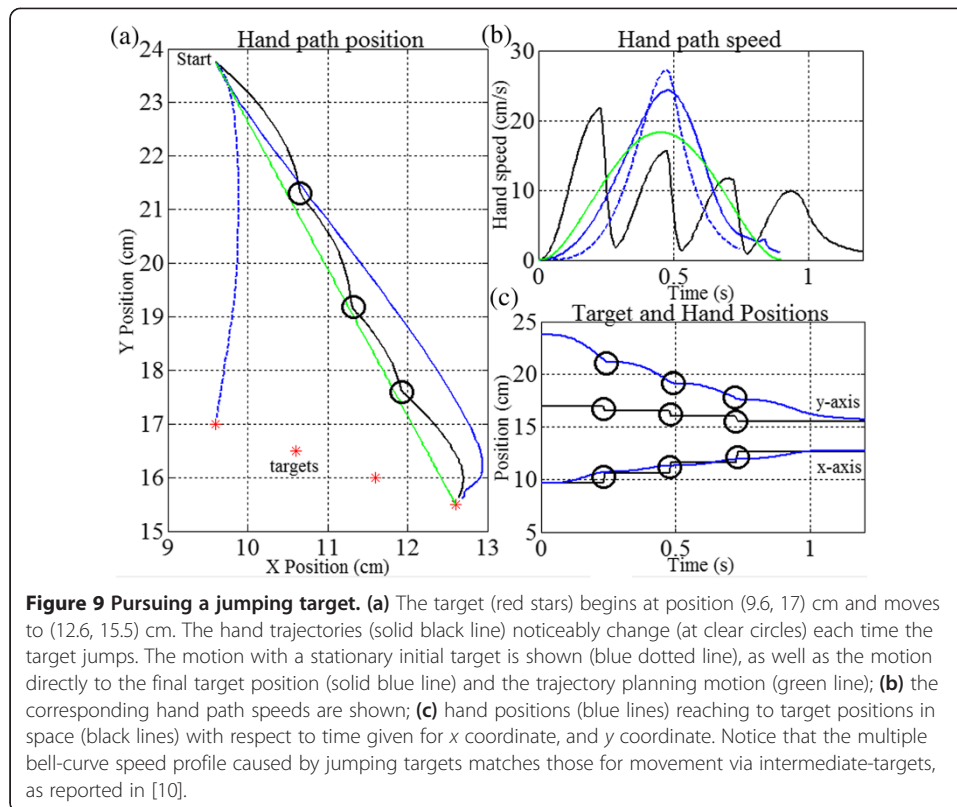 (a)
Hand path position
Start
24
23
22
21
20
19
18
17
16
15
Y Position (cm)
targets
9
10
11
12
13
X Position (cm)
(b)
Hand path speed
30
20
10
0
Hand speed (cm/s)
0
0.5
1
Time (s)
(c)
Target and Hand Positions
25
20
15
10
5
Position (cm)
y-axis
x-axis
0
0.5
1
Time (s)
Figure 9 Pursuing a jumping target. (a) The target (red stars) begins at position (9.6, 17) cm and moves
to (12.6, 15.5) cm. The hand trajectories (solid black line) noticeably change (at clear circles) each time the
target jumps. The motion with a stationary initial target is shown (blue dotted line), as well as the motion
directly to the final target position (solid blue line) and the trajectory planning motion (green line); (b) the
corresponding hand path speeds are shown; (c) hand positions (blue lines) reaching to target positions in
space (black lines) with respect to time given for x coordinate, and y coordinate. Notice that the multiple
bell-curve speed profile caused by jumping targets matches those for movement via intermediate-targets,
as reported in [10].